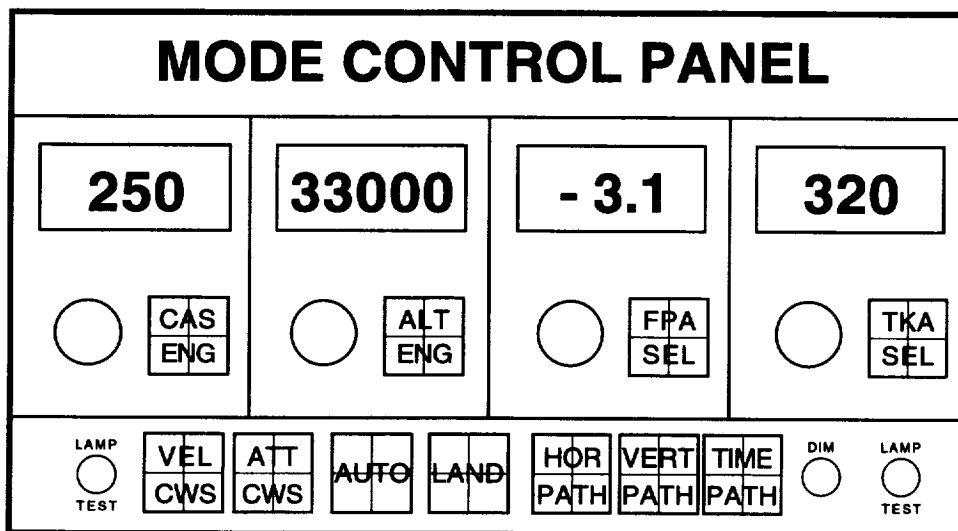 MODE CONTROL PANEL
250
33000
- 3.1
320
CAS
ENG
ALT
ENG
FPA
SEL
TKA
SEL
LAMP
TEST
VEL
CWS
ATT
CWS
AUTO
LAND
HOR
PATH
VERT
PATH
TIME
PATH
DIM
LAMP
TEST